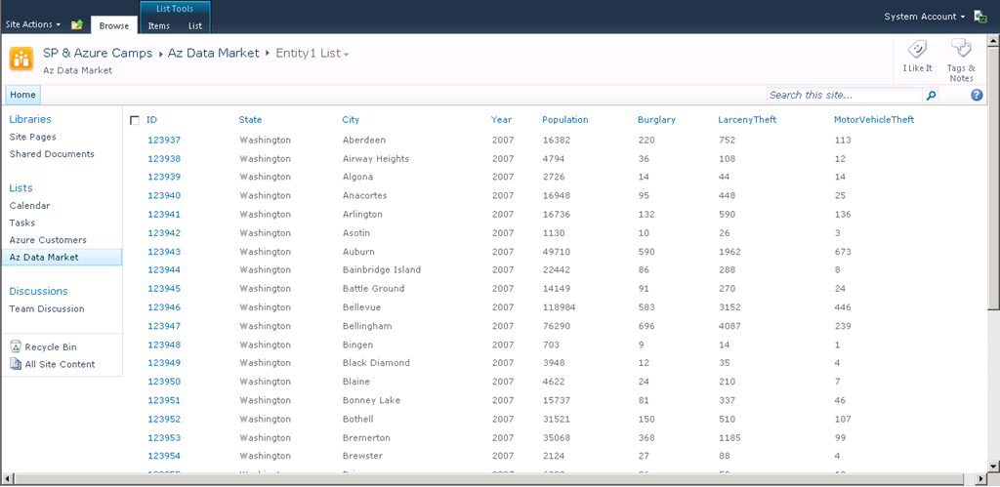 List Tools
Site Actions
Browse
Items
List
System Account
SP & Azure Camps ▸ Az Data Market ▸ Entity1 List
Az Data Market
I Like It
Tags &
Notes
Home
Search this site...
Libraries
Site Pages
Shared Documents
Lists
Calendar
Tasks
Azure Customers
Az Data Market
Discussions
Team Discussion
Recycle Bin
All Site Content
ID State City Year Population Burglary LarcenyTheft MotorVehicleTheft
123937 Washington Aberdeen 2007 16382 220 752 113
123938 Washington Airway Heights 2007 4794 36 108 12
123939 Washington Algona 2007 2726 14 44 14
123940 Washington Anacortes 2007 16948 95 448 25
123941 Washington Arlington 2007 16736 132 590 136
123942 Washington Asotin 2007 1130 10 26 3
123943 Washington Auburn 2007 49710 590 1962 673
123944 Washington Bainbridge Island 2007 22442 86 288 8
123945 Washington Battle Ground 2007 14149 91 270 24
123946 Washington Bellevue 2007 118984 583 3152 446
123947 Washington Bellingham 2007 76290 696 4087 239
123948 Washington Bingen 2007 703 9 14 1
123949 Washington Black Diamond 2007 3948 12 35 4
123950 Washington Blaine 2007 4622 24 210 7
123951 Washington Bonney Lake 2007 15737 81 337 46
123952 Washington Bothell 2007 31521 150 510 107
123953 Washington Bremerton 2007 35068 368 1185 99
123954 Washington Brewster 2007 2124 27 88 4